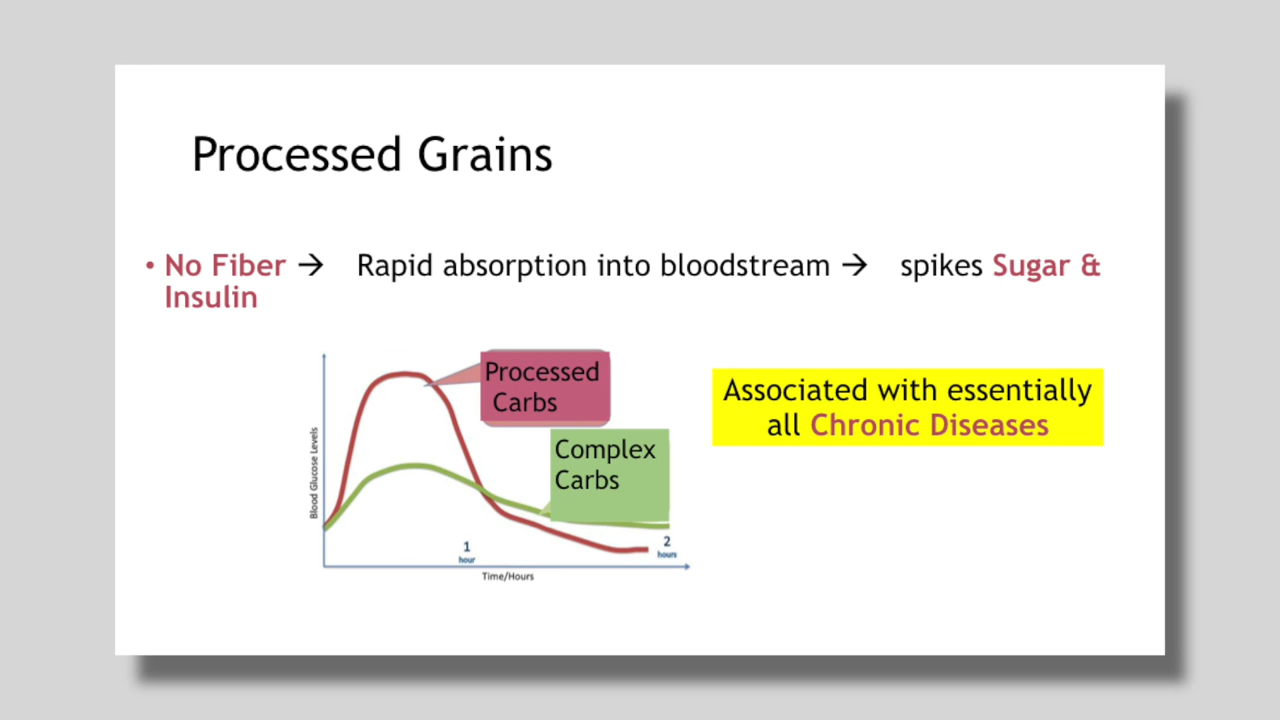 Processed Grains
• No Fiber → Rapid absorption into bloodstream → spikes Sugar &
Insulin
Processed
Carbs
Complex
Carbs
Associated with essentially
all Chronic Diseases
Blood Glucose Levels
1
hour
2
hours
Time/Hours